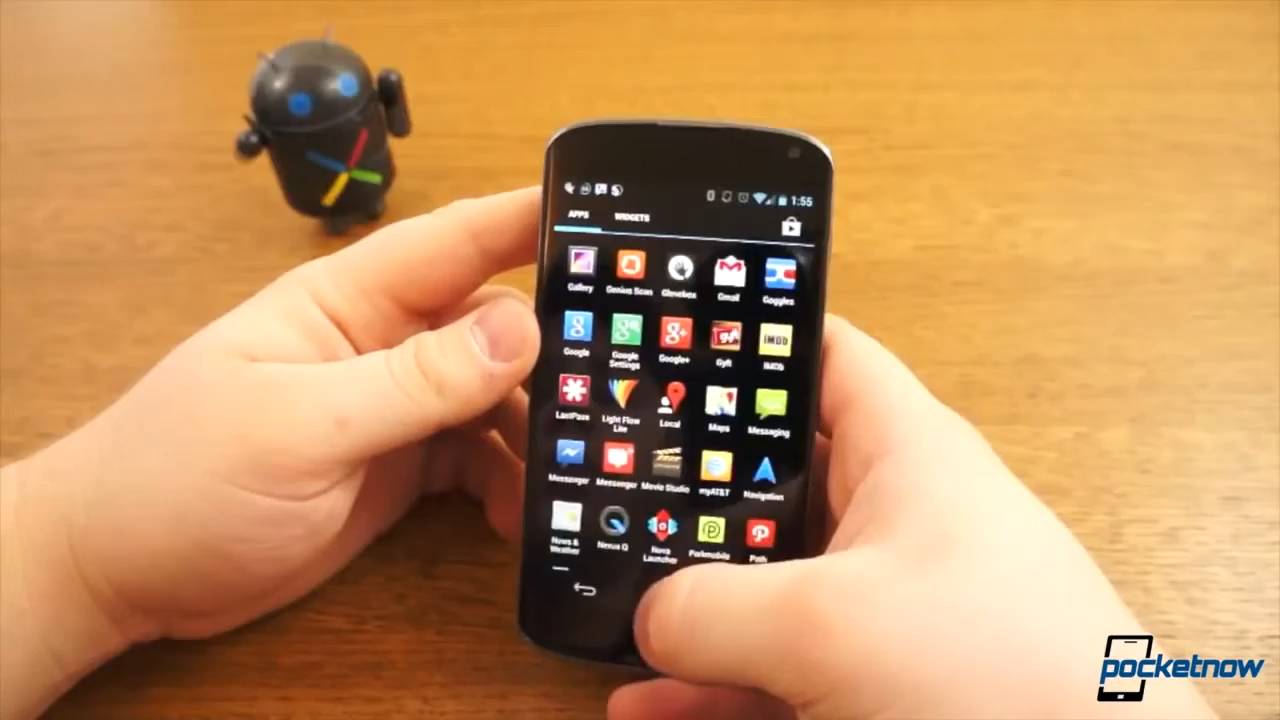 1:55
APPS WIDGETS
Gallery Genius Scan Glovebox Gmail Goggles
Google Google Settings Google+ Gyft IMDb
IMDb
LastPass Light Flow Lite Local Maps Messaging
Messenger Messenger Movie Studio myAT&T Navigation
News & Weather Nexus Q Nova Launcher Parkmobile Path
pocketnow